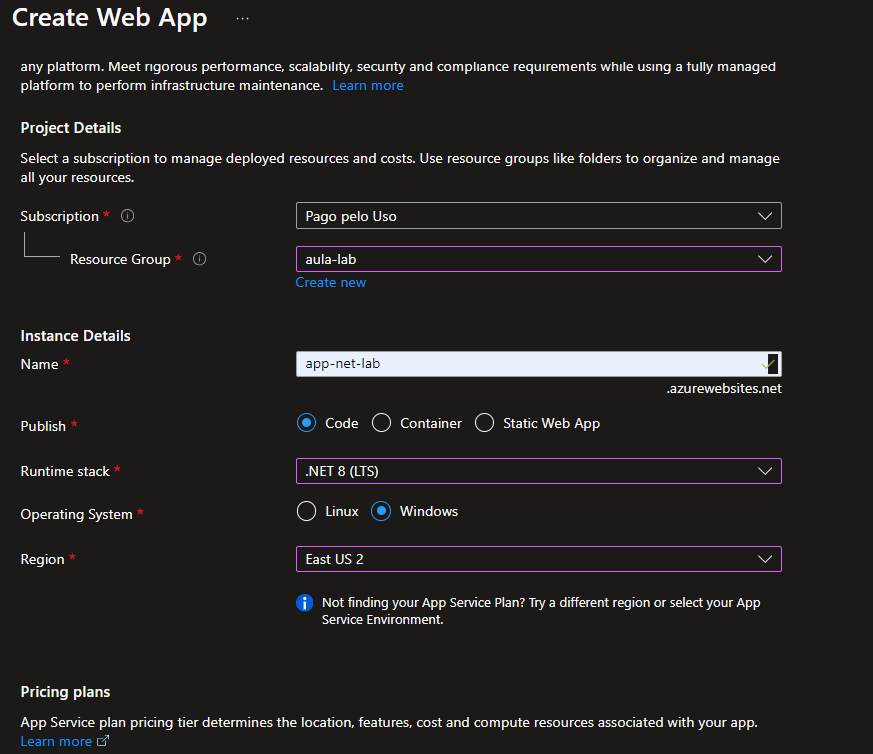 Create Web App ...
any platform. Meet rigorous performance, scalability, security and compliance requirements while using a fully managed
platform to perform infrastructure maintenance. Learn more
Project Details
Select a subscription to manage deployed resources and costs. Use resource groups like folders to organize and manage
all your resources.
Subscription * Pago pelo Uso
Resource Group * aula-lab
Create new
Instance Details
Name * app-net-lab
.azurewebsites.net
Publish * Code Container Static Web App
Runtime stack * .NET 8 (LTS)
Operating System * Linux Windows
Region * East US 2
Not finding your App Service Plan? Try a different region or select your App
Service Environment.
Pricing plans
App Service plan pricing tier determines the location, features, cost and compute resources associated with your app.
Learn more